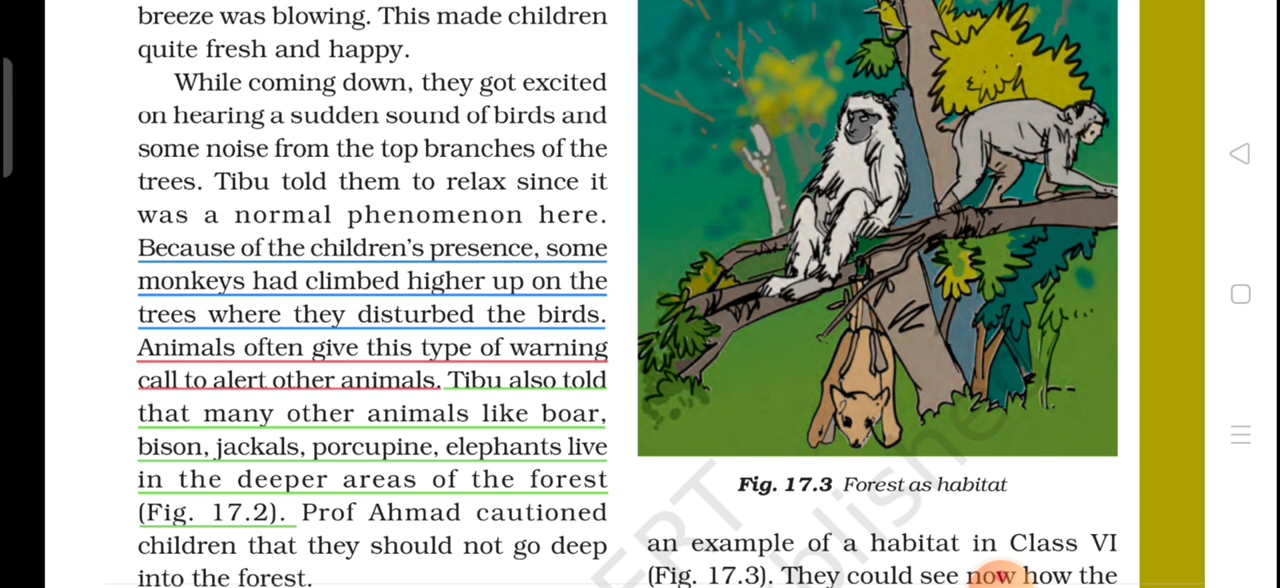 breeze was blowing. This made children
quite fresh and happy.
While coming down, they got excited
on hearing a sudden sound of birds and
some noise from the top branches of the
trees. Tibu told them to relax since it
was a normal phenomenon here.
Because of the children's presence, some
monkeys had climbed higher up on the
trees where they disturbed the birds.
Animals often give this type of warning
call to alert other animals. Tibu also told
that many other animals like boar,
bison, jackals, porcupine, elephants live
in the deeper areas of the forest
(Fig. 17.2). Prof Ahmad cautioned
children that they should not go deep
into the forest.
Fig. 17.3 Forest as habitat
an example of a habitat in Class VI
(Fig. 17.3). They could see now how the